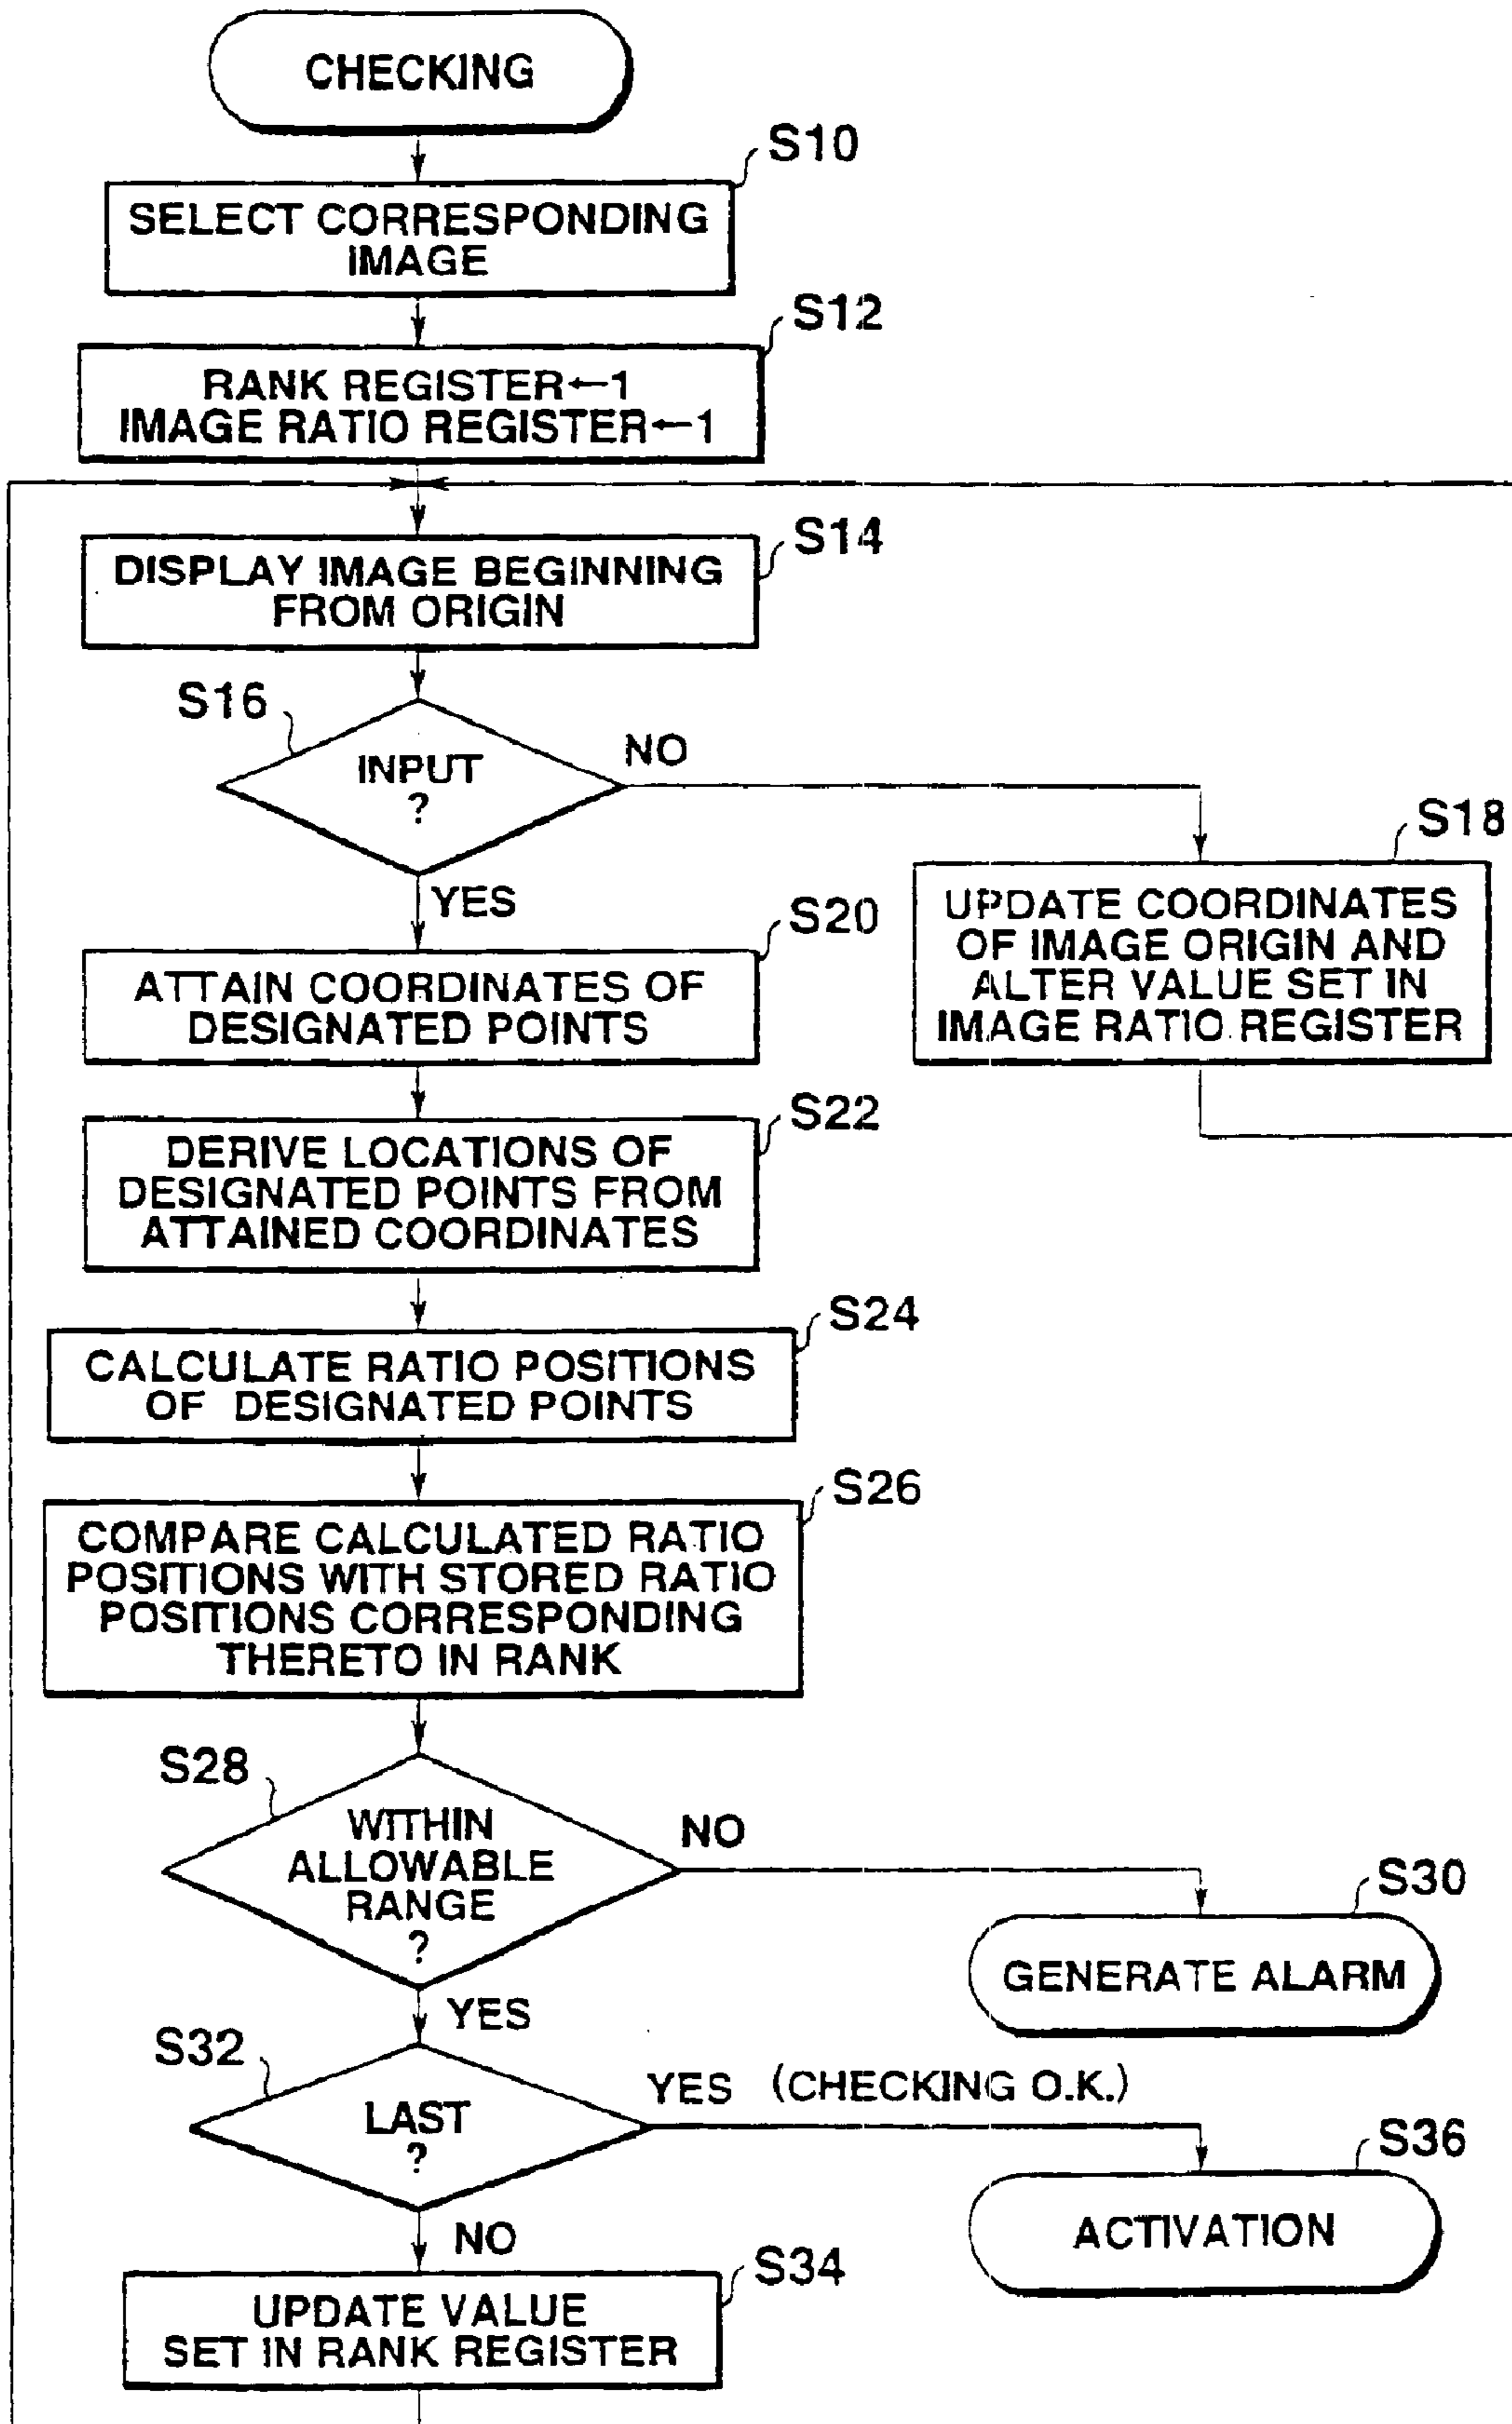 CHECKING
S10
SELECT CORRESPONDING
IMAGE
S12
RANK REGISTER←1
IMAGE RATIO REGISTER←1
S14
DISPLAY IMAGE BEGINNING
FROM ORIGIN
S16
INPUT
?
NO
YES
S18
UPDATE COORDINATES
OF IMAGE ORIGIN AND
ALTER VALUE SET IN
IMAGE RATIO REGISTER
S20
ATTAIN COORDINATES OF
DESIGNATED POINTS
S22
DERIVE LOCATIONS OF
DESIGNATED POINTS FROM
ATTAINED COORDINATES
S24
CALCULATE RATIO POSITIONS
OF DESIGNATED POINTS
S26
COMPARE CALCULATED RATIO
POSITIONS WITH STORED RATIO
POSITIONS CORRESPONDING
THERETO IN RANK
S28
WITHIN
ALLOWABLE
RANGE
?
NO
S30
GENERATE ALARM
YES
S32
LAST
?
YES (CHECKING O.K.)
S36
ACTIVATION
NO
S34
UPDATE VALUE
SET IN RANK REGISTER